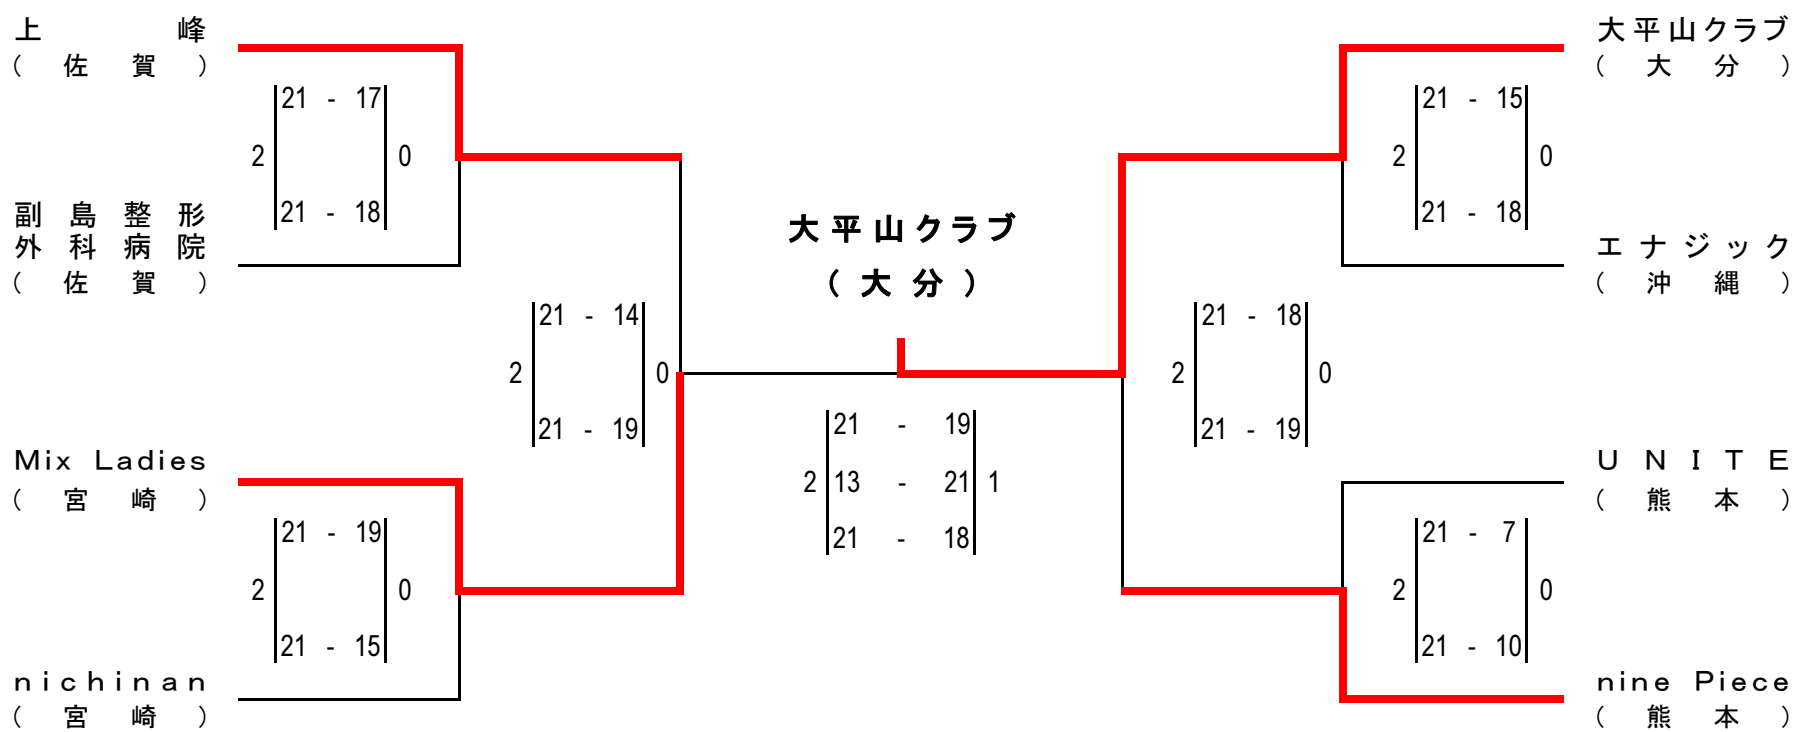 上峰
(佐賀)
21 - 17
2 0
21 - 18
副島整形
外科病院
(佐賀)
21 - 14
2 0
21 - 19
Mix Ladies
(宮崎)
21 - 19
2 0
21 - 15
nichinan
(宮崎)
大平山クラブ
(大分)
21 - 19
2 13 - 21 1
21 - 18
大平山クラブ
(大分)
21 - 15
2 0
21 - 18
エナジック
(沖縄)
21 - 18
2 0
21 - 19
UNITE
(熊本)
21 - 7
2 0
21 - 10
nine Piece
(熊本)